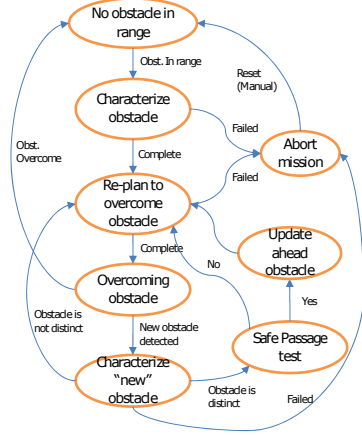 No obstacle in
range
Obst. In range
Reset
(Manual)
Characterize
obstacle
Failed
Obst.
Overcome
Complete
Abort
mission
Failed
Re-plan to
overcome
obstacle
Update
ahead
obstacle
Complete
No
Overcoming
obstacle
Yes
Obstacle is
not distinct
New obstacle
detected
Safe Passage
test
Characterize
“new”
obstacle
Obstacle is
distinct
Failed